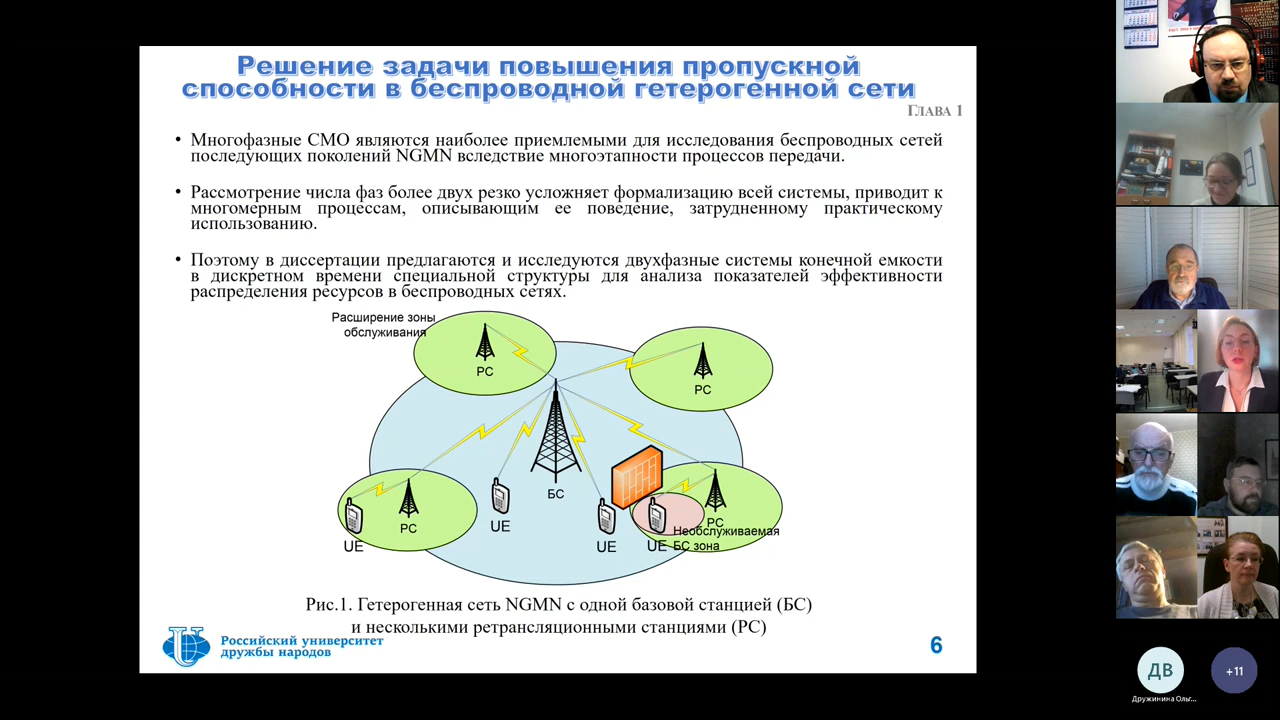 Решение задачи повышения пропускной
способности в беспроводной гетерогенной сети
Глава 1
• Многофазные СМО являются наиболее приемлемыми для исследования беспроводных сетей
последующих поколений NGMN вследствие многоэтапности процессов передачи.
• Рассмотрение числа фаз более двух резко усложняет формализацию всей системы, приводит к
многомерным процессам, описывающим ее поведение, затрудненному практическому
использованию.
• Поэтому в диссертации предлагаются и исследуются двухфазные системы конечной емкости
в дискретном времени специальной структуры для анализа показателей эффективности
распределения ресурсов в беспроводных сетях.
Расширение зоны
обслуживания
РС
РС
БС
РС
UE
UE
UE
РС
UE
Необслуживаемая
БС зона
Рис.1. Гетерогенная сеть NGMN с одной базовой станцией (БС)
и несколькими ретрансляционными станциями (РС)
Российский университет
дружбы народов
6
ДВ
Дружинина Ольг...
+11